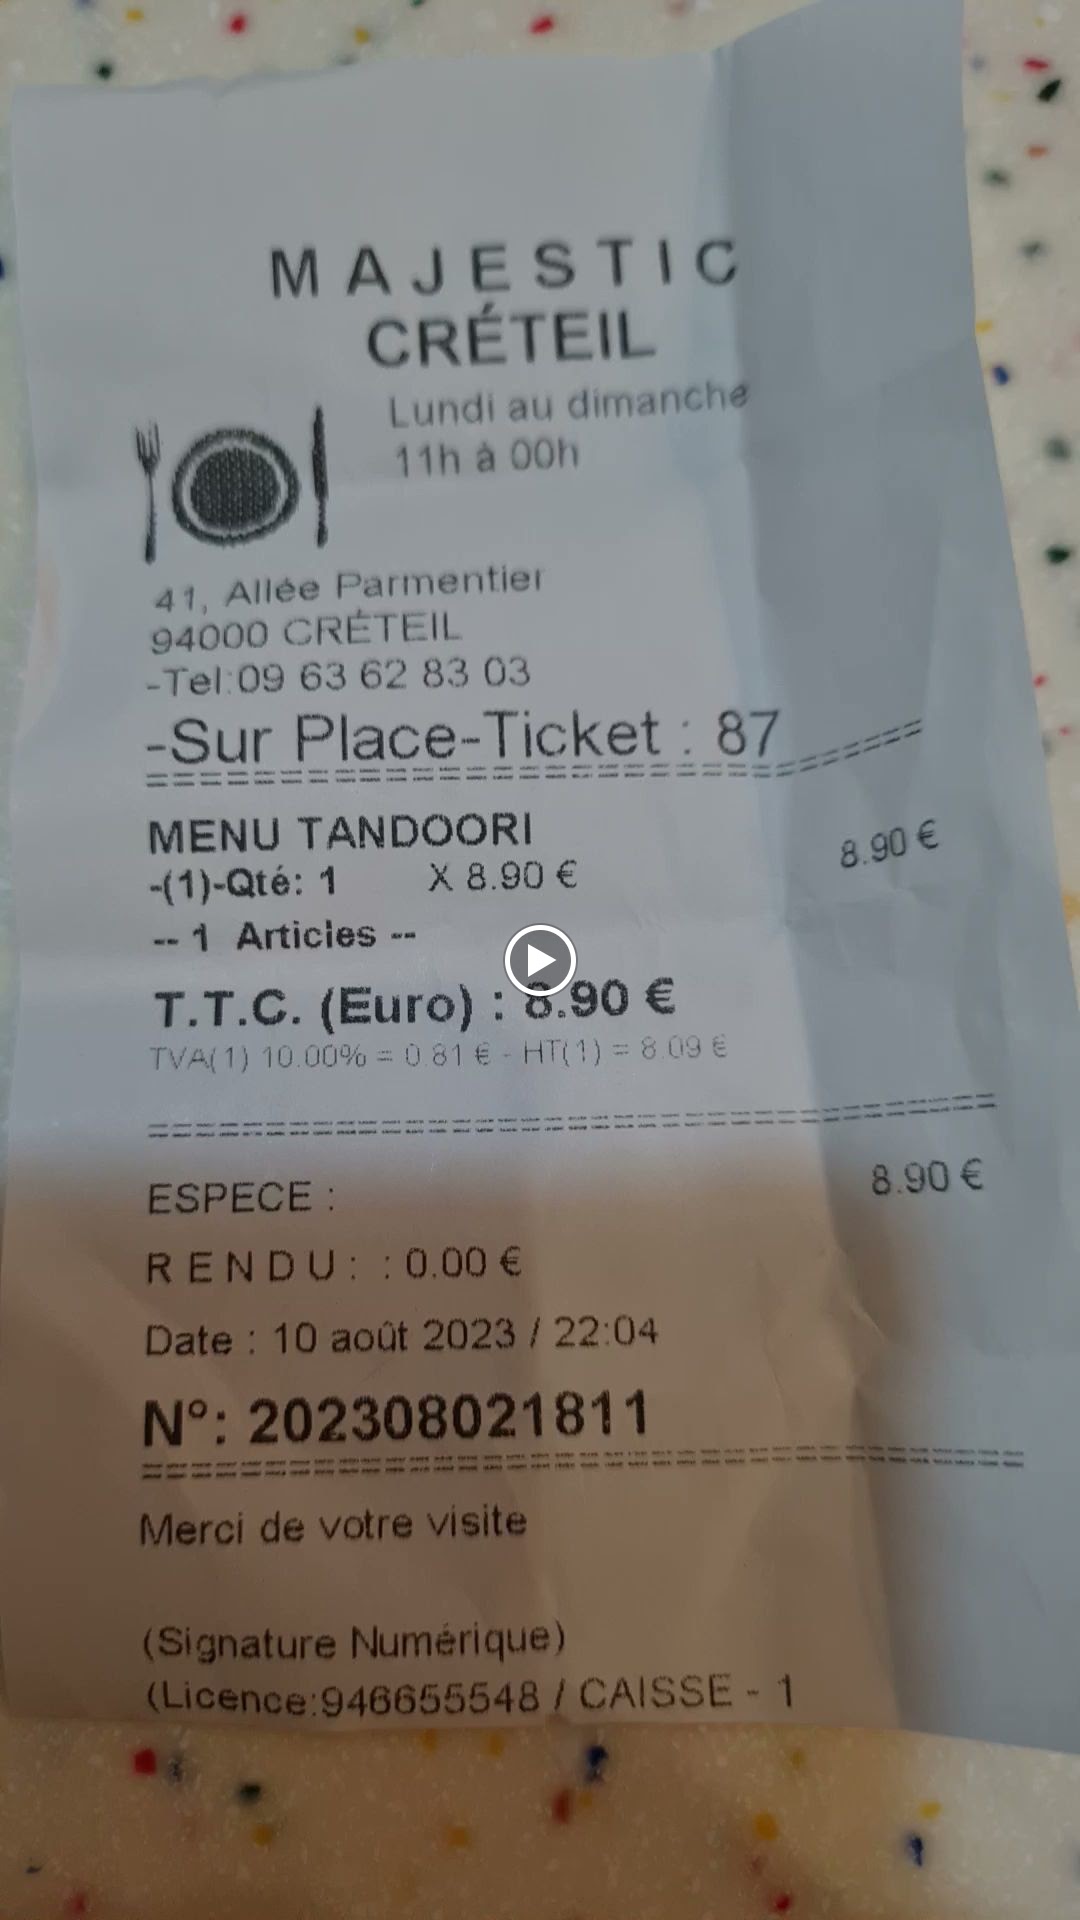 MAJESTIC
CRÉTEIL
Lundi au dimanche
11h à 00h
41, Allée Parmentier
94000 CRÉTEIL
-Tel:09 63 62 83 03
-Sur Place-Ticket : 87
MENU TANDOORI
-(1)-Qté: 1 X 8.90 € 8.90 €
-- 1 Articles --
T.T.C. (Euro) : 8.90 €
TVA(1) 10.00% = 0.81 € - HT(1) = 8.09 €
ESPECE : 8.90 €
RENDU: : 0.00 €
Date : 10 août 2023 / 22:04
N°: 202308021811
Merci de votre visite
(Signature Numérique)
(Licence:946655548 / CAISSE - 1